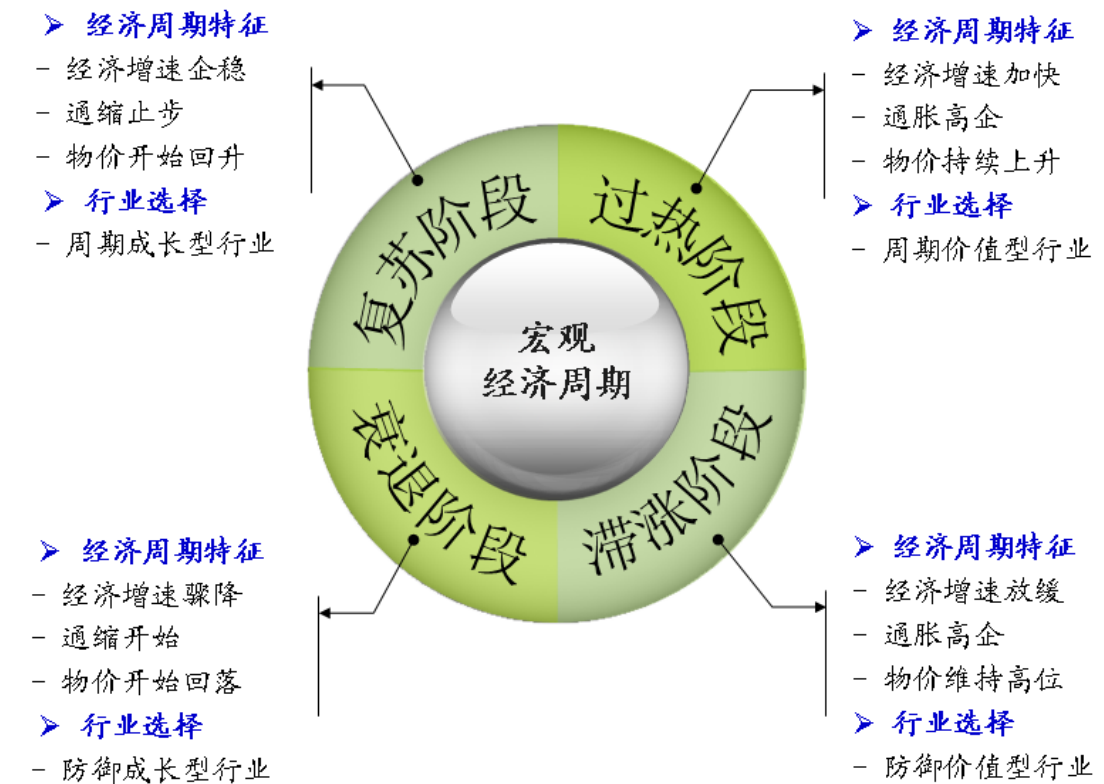 ➢ 经济周期特征
- 经济增速企稳
- 通缩止步
- 物价开始回升
➢ 行业选择
- 周期成长型行业
➢ 经济周期特征
- 经济增速加快
- 通胀高企
- 物价持续上升
➢ 行业选择
- 周期价值型行业
复苏阶段
过热阶段
宏观
经济周期
衰退阶段
滞涨阶段
➢ 经济周期特征
- 经济增速骤降
- 通缩开始
- 物价开始回落
➢ 行业选择
- 防御成长型行业
➢ 经济周期特征
- 经济增速放缓
- 通胀高企
- 物价维持高位
➢ 行业选择
- 防御价值型行业